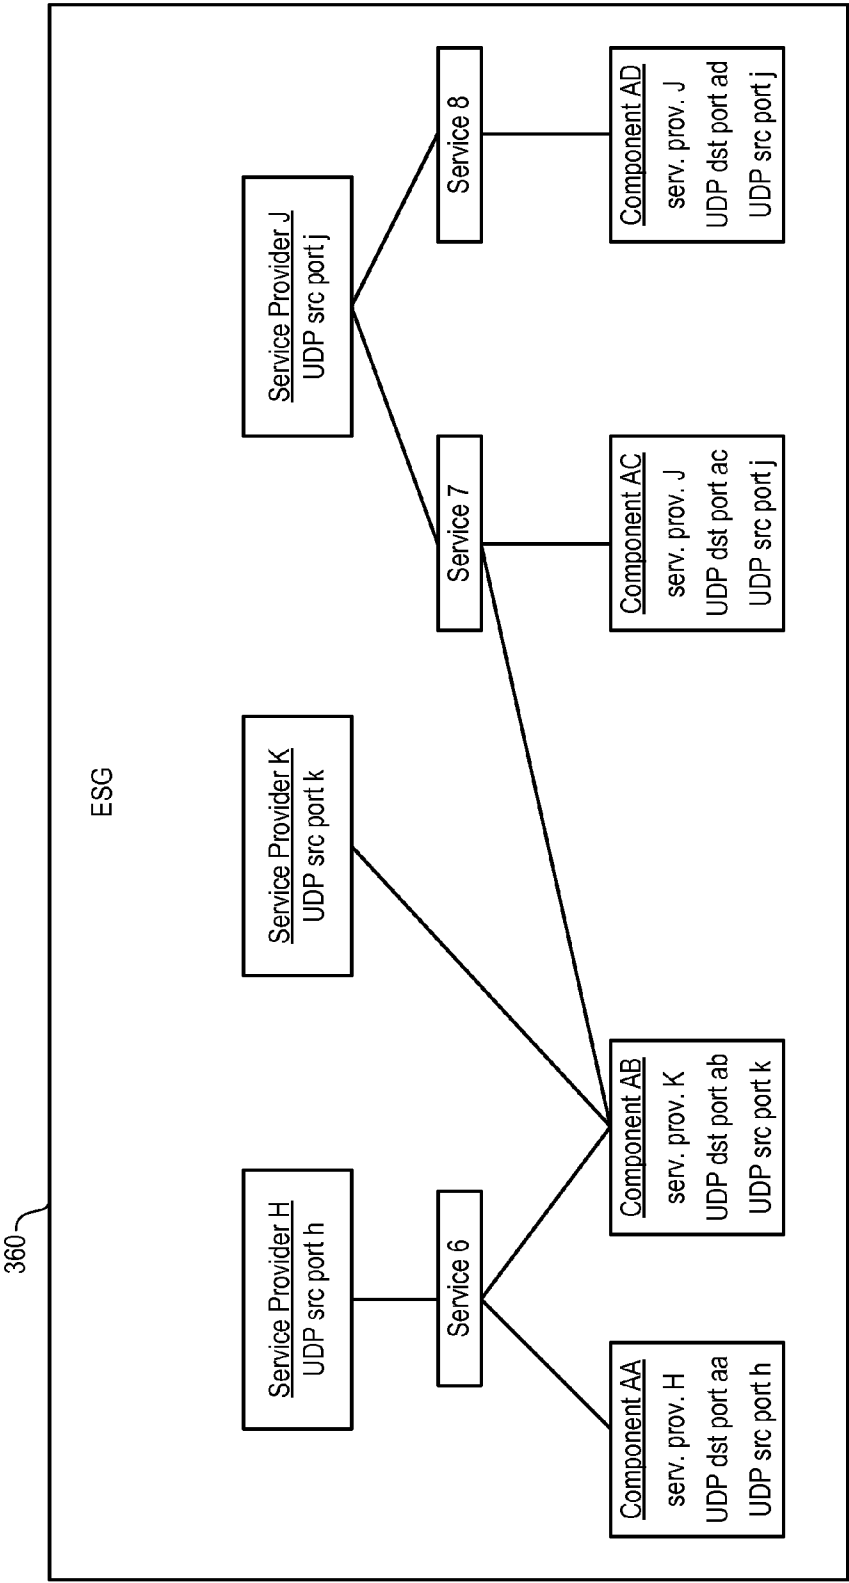 360
ESG
Service Provider H
UDP src port h
Service Provider K
UDP src port k
Service Provider J
UDP src port j
Service 6
Service 7
Service 8
Component AA
serv. prov. H
UDP dst port aa
UDP src port h
Component AB
serv. prov. K
UDP dst port ab
UDP src port k
Component AC
serv. prov. J
UDP dst port ac
UDP src port j
Component AD
serv. prov. J
UDP dst port ad
UDP src port j